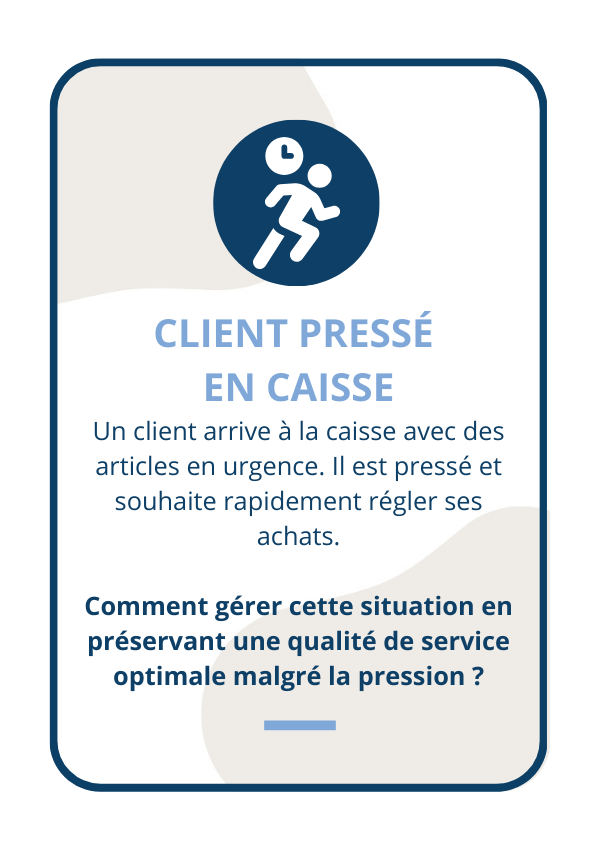 CLIENT PRESSÉ
EN CAISSE
Un client arrive à la caisse avec des
articles en urgence. Il est pressé et
souhaite rapidement régler ses
achats.
Comment gérer cette situation en
préservant une qualité de service
optimale malgré la pression ?